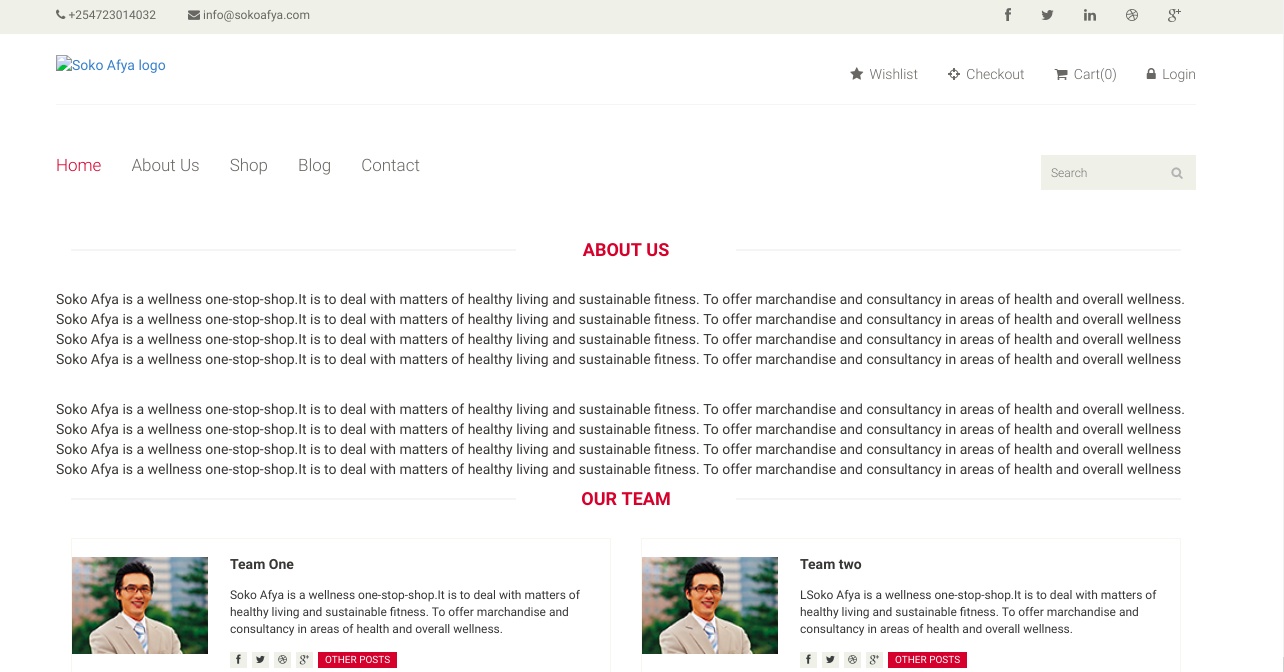 +254723014032 info@sokoafya.com
Soko Afya logo
Wishlist Checkout Cart(0) Login
Home About Us Shop Blog Contact Search
ABOUT US
Soko Afya is a wellness one-stop-shop.It is to deal with matters of healthy living and sustainable fitness. To offer marchandise and consultancy in areas of health and overall wellness.
Soko Afya is a wellness one-stop-shop.It is to deal with matters of healthy living and sustainable fitness. To offer marchandise and consultancy in areas of health and overall wellness
Soko Afya is a wellness one-stop-shop.It is to deal with matters of healthy living and sustainable fitness. To offer marchandise and consultancy in areas of health and overall wellness
Soko Afya is a wellness one-stop-shop.It is to deal with matters of healthy living and sustainable fitness. To offer marchandise and consultancy in areas of health and overall wellness
Soko Afya is a wellness one-stop-shop.It is to deal with matters of healthy living and sustainable fitness. To offer marchandise and consultancy in areas of health and overall wellness.
Soko Afya is a wellness one-stop-shop.It is to deal with matters of healthy living and sustainable fitness. To offer marchandise and consultancy in areas of health and overall wellness
Soko Afya is a wellness one-stop-shop.It is to deal with matters of healthy living and sustainable fitness. To offer marchandise and consultancy in areas of health and overall wellness
Soko Afya is a wellness one-stop-shop.It is to deal with matters of healthy living and sustainable fitness. To offer marchandise and consultancy in areas of health and overall wellness
OUR TEAM
Team One
Soko Afya is a wellness one-stop-shop.It is to deal with matters of
healthy living and sustainable fitness. To offer marchandise and
consultancy in areas of health and overall wellness.
OTHER POSTS
Team two
LSoko Afya is a wellness one-stop-shop.It is to deal with matters of
healthy living and sustainable fitness. To offer marchandise and
consultancy in areas of health and overall wellness.
OTHER POSTS